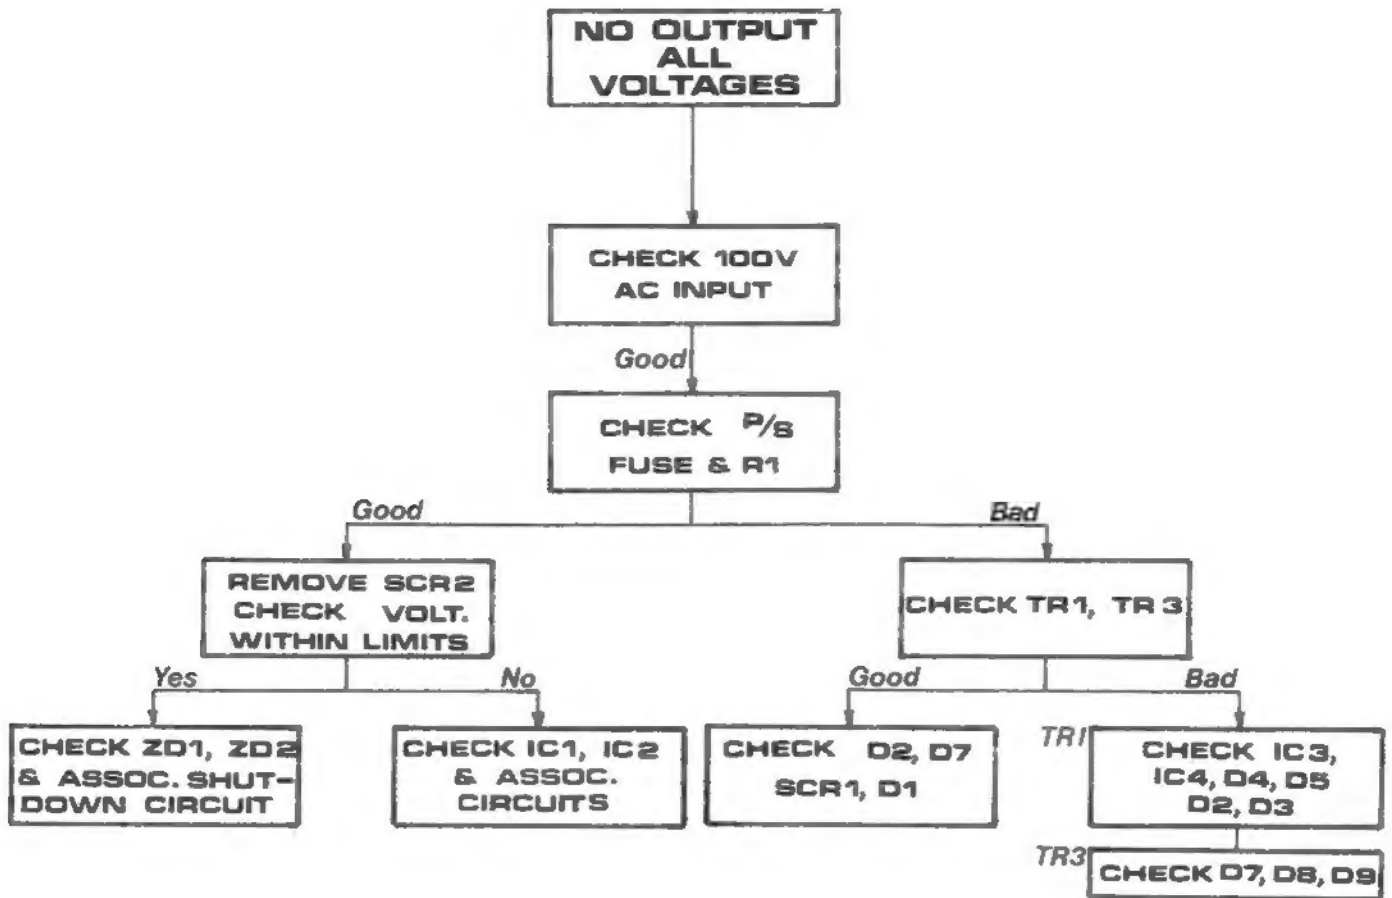 NO OUTPUT
ALL
VOLTAGES
CHECK 100V
AC INPUT
Good
CHECK P/S
FUSE & R1
Good
Bad
REMOVE SCR2
CHECK VOLT.
WITHIN LIMITS
CHECK TR1, TR3
Yes
No
Good
Bad
CHECK ZD1, ZD2
& ASSOC. SHUT-
DOWN CIRCUIT
CHECK IC1, IC2
& ASSOC.
CIRCUITS
CHECK D2, D7
SCR1, D1
TR1
CHECK IC3,
IC4, D4, D5
D2, D3
TR3
CHECK D7, D8, D9